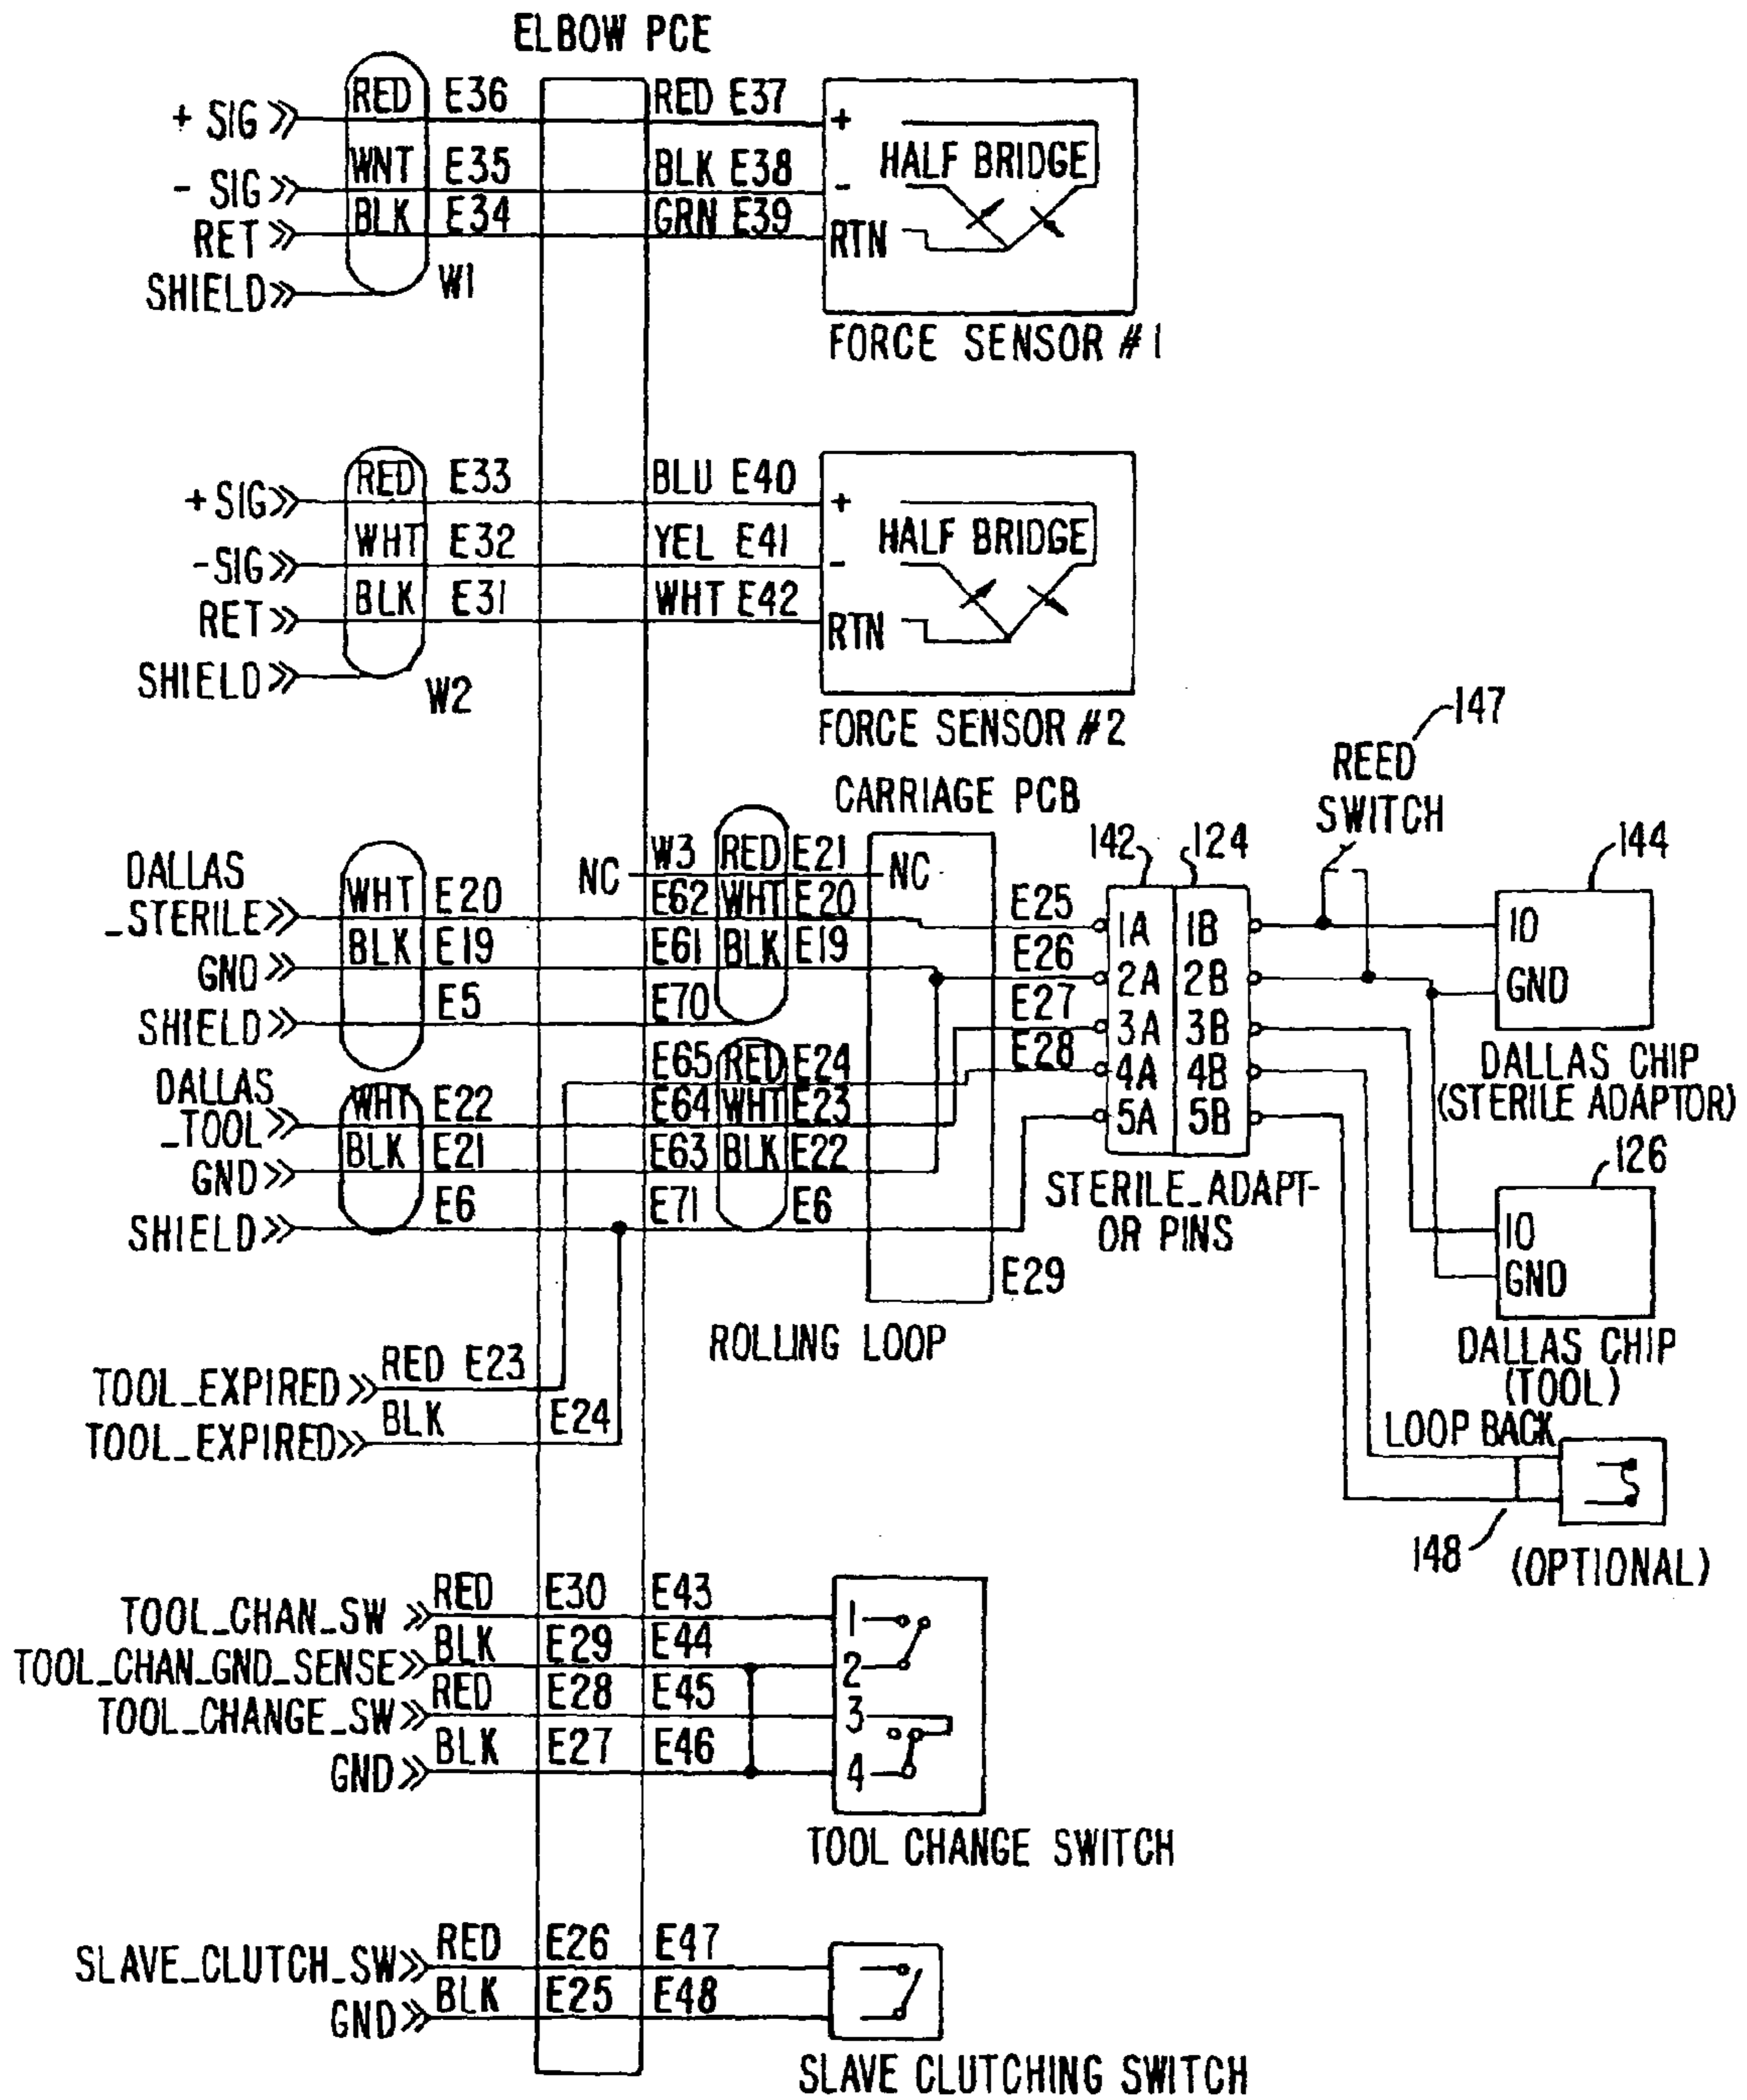 ELBOW PCE
+ SIG RED E36 RED E37 +
HALF BRIDGE
- SIG WNT E35 BLK E38 -
RET BLK E34 GRN E39 RTN
SHIELD W1
FORCE SENSOR #1
+SIG RED E33 BLU E40 +
HALF BRIDGE
-SIG WHT E32 YEL E41 -
RET BLK E31 WHT E42 RTN
SHIELD W2
FORCE SENSOR #2
147
REED
SWITCH
CARRIAGE PCB
142 124 144
NC W3 RED E21 NC
DALLAS
_STERILE WHT E20 E62 WHT E20 E25 1A 1B IO
GND BLK E19 E61 BLK E19 E26 2A 2B GND
SHIELD E5 E70 E27 3A 3B
E65 RED E24 E28 4A 4B
DALLAS CHIP
(STERILE ADAPTOR)
DALLAS
_TOOL WHT E22 E64 WHT E23 5A 5B
GND BLK E21 E63 BLK E22
SHIELD E6 E71 E6
STERILE_ADAPT-
OR PINS
126
IO
GND
E29
DALLAS CHIP
(TOOL)
ROLLING LOOP
TOOL_EXPIRED RED E23
TOOL_EXPIRED BLK E24
LOOP BACK
148
(OPTIONAL)
TOOL_CHAN_SW RED E30 E43 1
TOOL_CHAN_GND_SENSE BLK E29 E44 2
TOOL_CHANGE_SW RED E28 E45 3
GND BLK E27 E46 4
TOOL CHANGE SWITCH
SLAVE_CLUTCH_SW RED E26 E47
GND BLK E25 E48
SLAVE CLUTCHING SWITCH